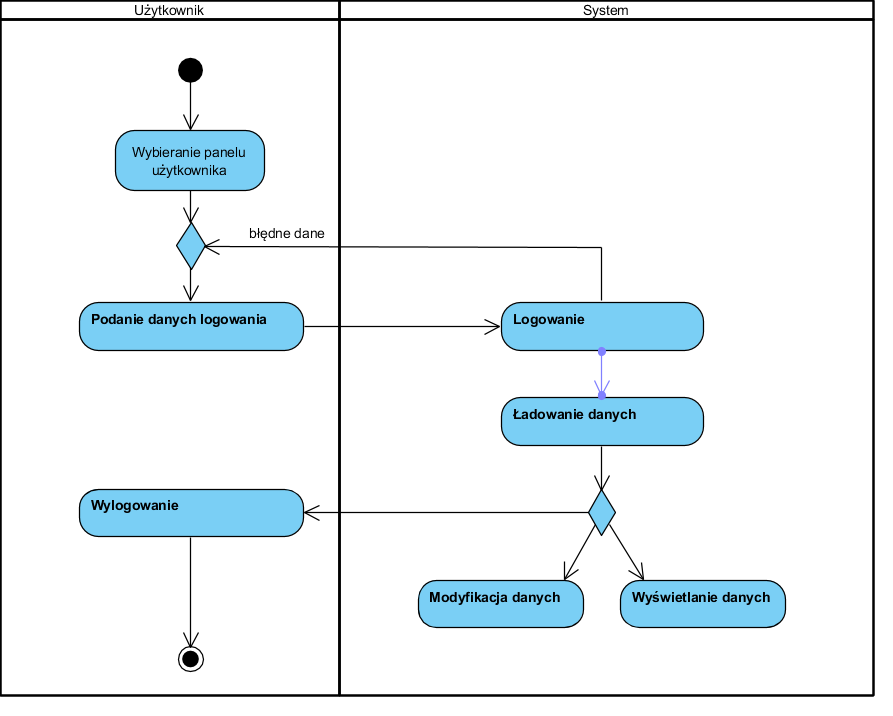 Użytkownik
System
Wybieranie panelu
użytkownika
błędne dane
Podanie danych logowania
Logowanie
Ładowanie danych
Wylogowanie
Modyfikacja danych
Wyświetlanie danych